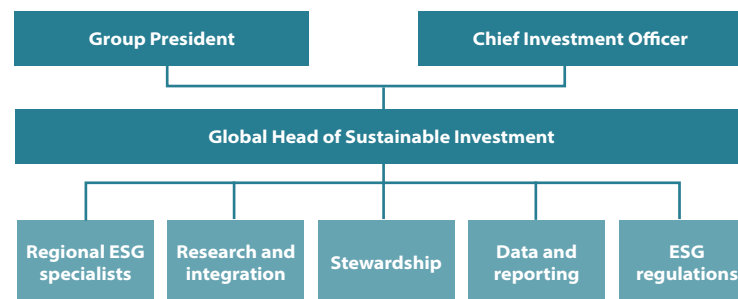 Group President
Chief Investment Officer
Global Head of Sustainable Investment
Regional ESG
specialists
Research and
integration
Stewardship
Data and
reporting
ESG
regulations